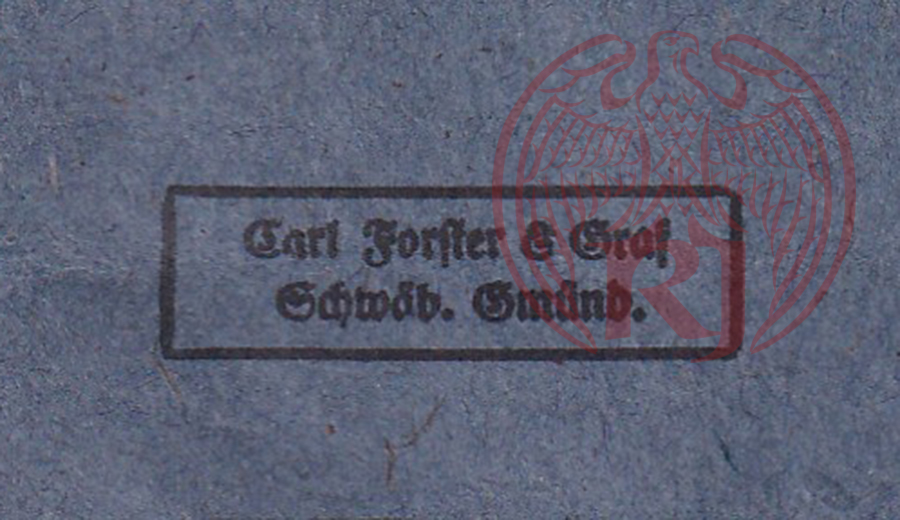 Carl Forster & Graf
Schwäb. Gmünd.
R